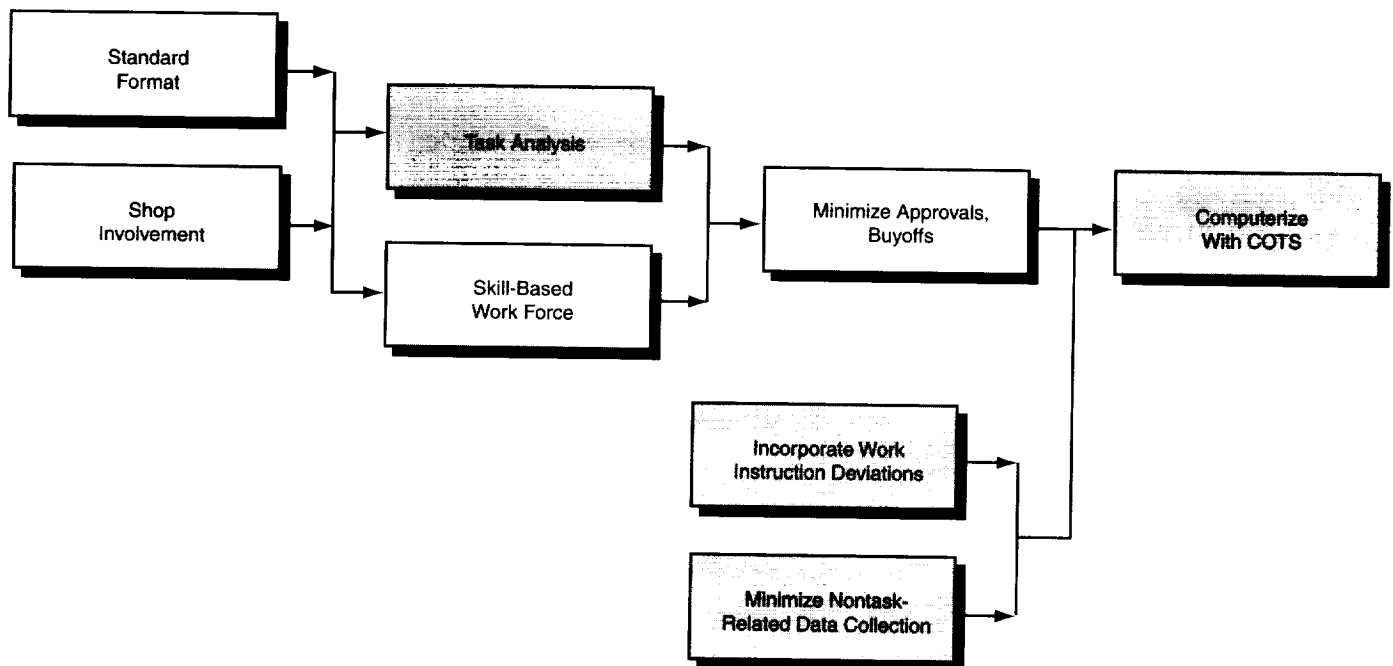 Standard
Format
Shop
Involvement
Task Analysis
Skill-Based
Work Force
Minimize Approvals,
Buyoffs
Computerize
With COTS
Incorporate Work
Instruction Deviations
Minimize Nontask-
Related Data Collection